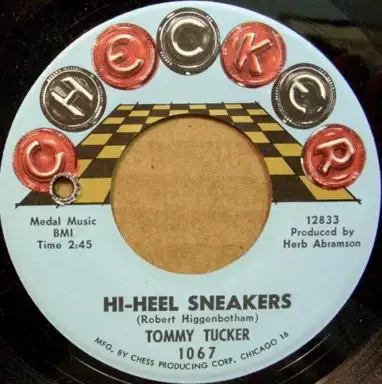 CHECKER
Medal Music
BMI
Time 2:45
12833
Produced by
Herb Abramson
HI-HEEL SNEAKERS
(Robert Higgenbotham)
TOMMY TUCKER
1067
MFG. BY CHESS PRODUCING CORP. CHICAGO 16